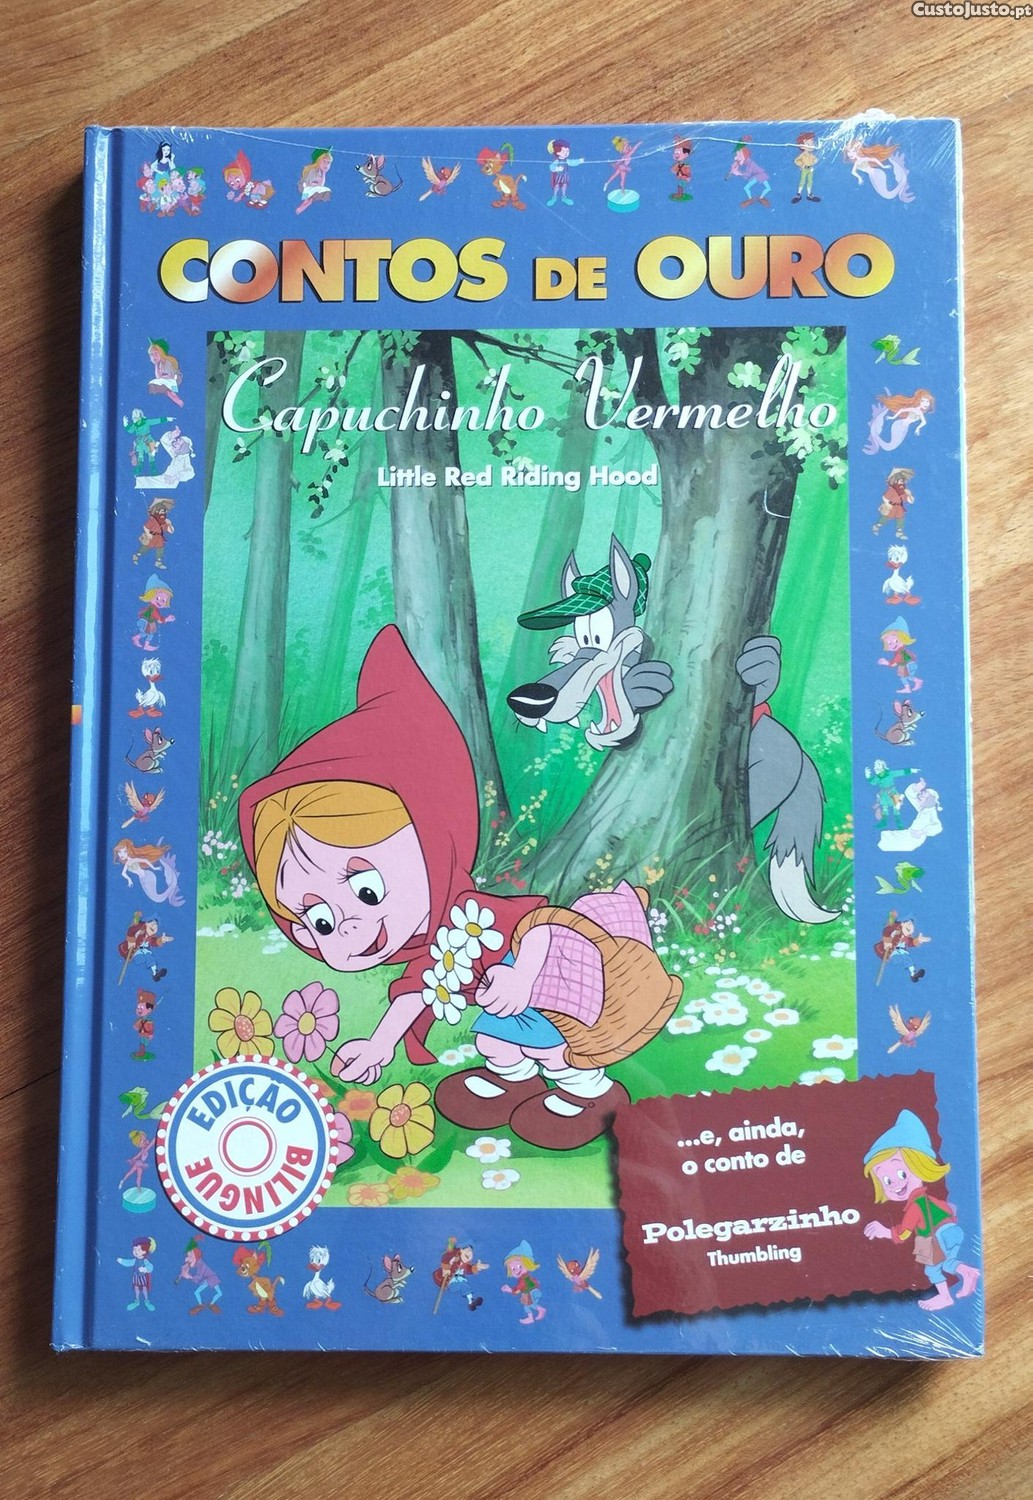 CustoJusto.pt
CONTOS DE OURO
Capuchinho Vermelho
Little Red Riding Hood
EDIÇÃO
BILINGUE
...e, ainda,
o conto de
Polegarzinho
Thumbling